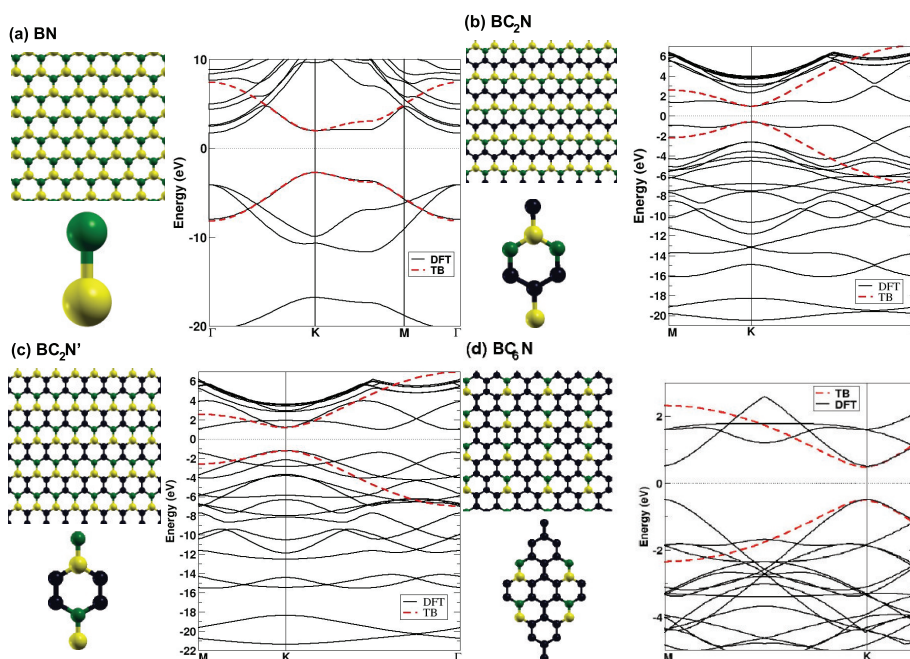 (a) BN
Energy (eV)
10
0
-10
-20
DFT
TB
Γ K M Γ
(b) BC₂N
Energy (eV)
6
4
2
0
-2
-4
-6
-8
-10
-12
-14
-16
-18
-20
DFT
TB
M K
(c) BC₂N'
Energy (eV)
6
4
2
0
-2
-4
-6
-8
-10
-12
-14
-16
-18
-20
-22
DFT
TB
M K Γ
(d) BC₆N
Energy (eV)
2
0
-2
-4
TB
DFT
M K